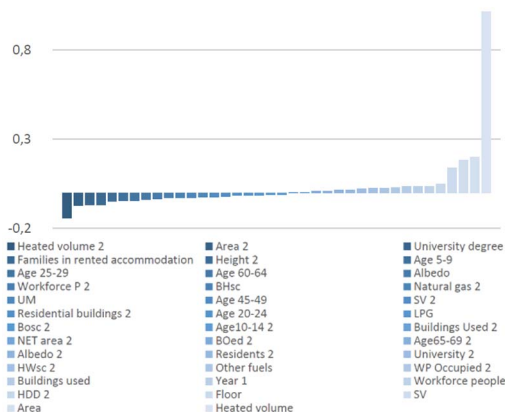 0,8
0,3
-0,2
Heated volume 2 Area 2 University degree
Families in rented accommodation Height 2 Age 5-9
Age 25-29 Age 60-64 Albedo
Workforce P 2 BHsc Natural gas 2
UM Age 45-49 SV 2
Residential buildings 2 Age 20-24 LPG
Bosc 2 Age10-14 2 Buildings Used 2
NET area 2 BOed 2 Age65-69 2
Albedo 2 Residents 2 University 2
HWsc 2 Other fuels WP Occupied 2
Buildings used Year 1 Workforce people
HDD 2 Floor SV
Area Heated volume